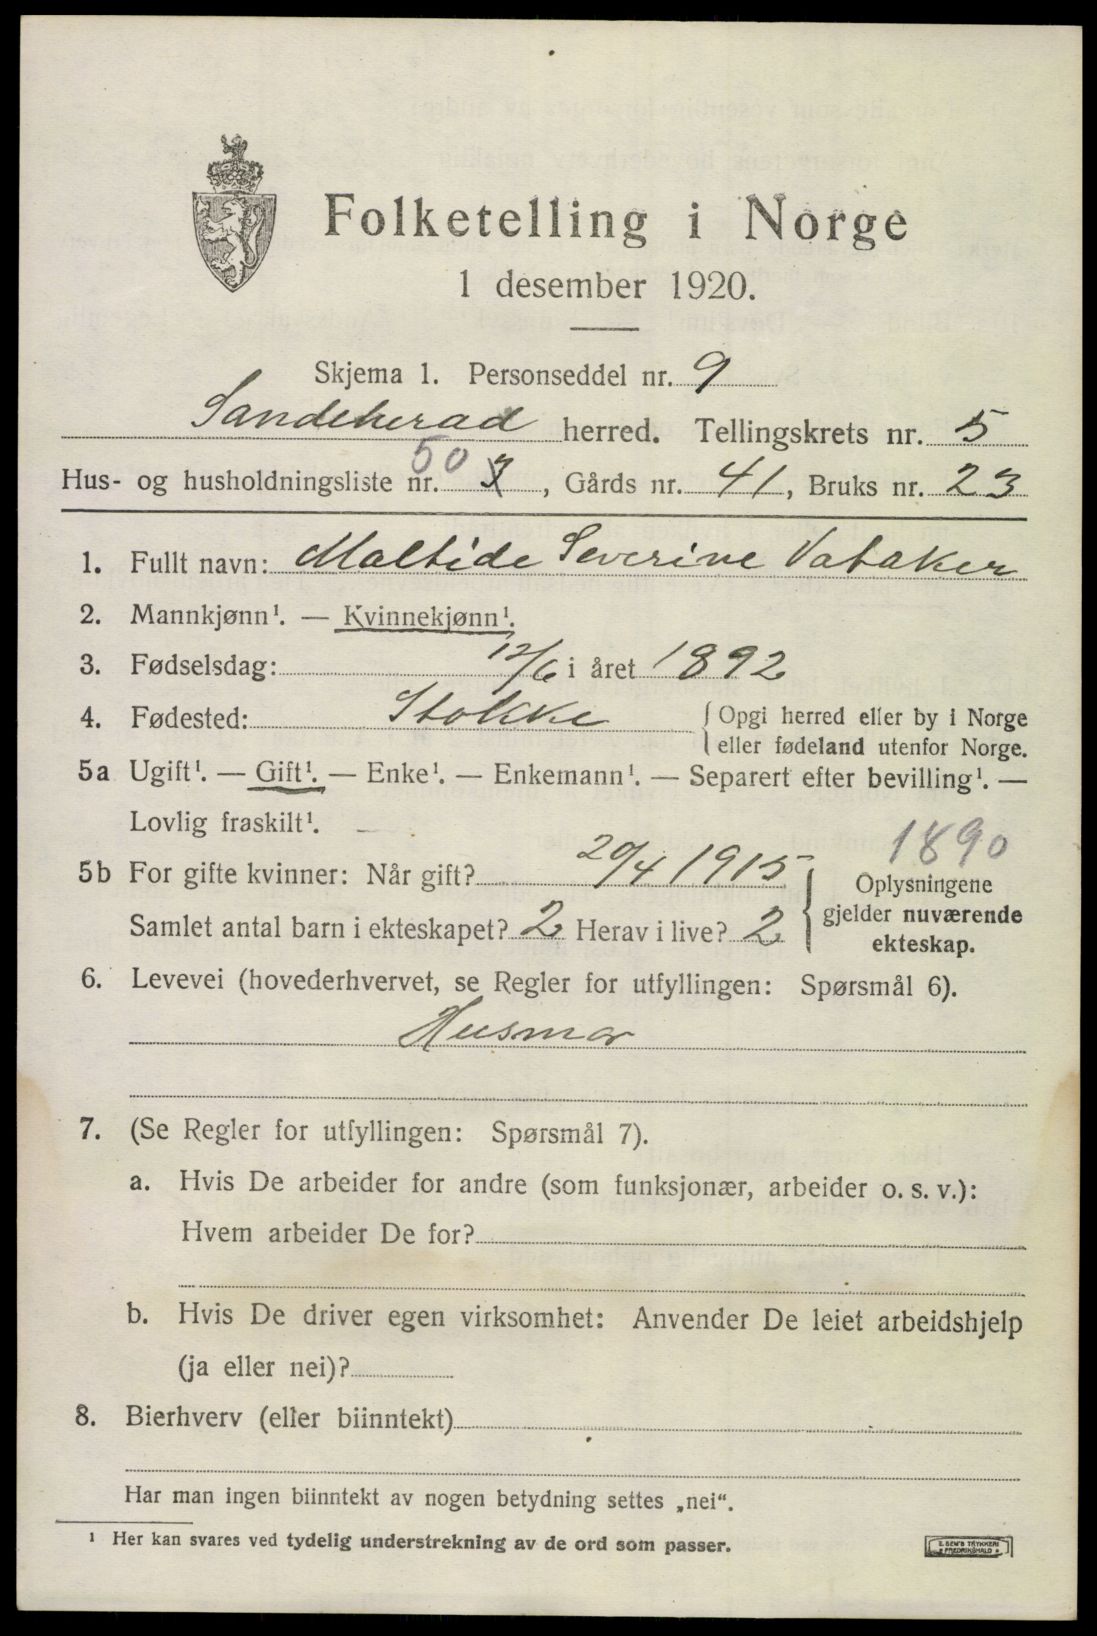 Folketelling i Norge
1 desember 1920.
Skjema 1. Personseddel nr. 9
Sandeherad herred. Tellingskrets nr. 5
Hus- og husholdningsliste nr. 50 3, Gårds nr. 41, Bruks nr. 23
1. Fullt navn: Maltide Severine Vataker
2. Mannkjønn¹. — Kvinnekjønn¹.
3. Fødselsdag: 12/6 i året 1892
4. Fødested: Stokke { Opgi herred eller by i Norge
eller fødeland utenfor Norge.
5a Ugift¹. — Gift¹. — Enke¹. — Enkemann¹. — Separert efter bevilling¹. —
Lovlig fraskilt¹.
1890
5b For gifte kvinner: Når gift? 20/4 1915 { Oplysningene
gjelder nuværende
ekteskap.
Samlet antal barn i ekteskapet? 2 Herav i live? 2
6. Levevei (hovederhvervet, se Regler for utfyllingen: Spørsmål 6).
Husmor
7. (Se Regler for utfyllingen: Spørsmål 7).
a. Hvis De arbeider for andre (som funksjonær, arbeider o. s. v.):
Hvem arbeider De for?
b. Hvis De driver egen virksomhet: Anvender De leiet arbeidshjelp
(ja eller nei)?
8. Bierhverv (eller biinntekt)
Har man ingen biinntekt av nogen betydning settes „nei“.
¹ Her kan svares ved tydelig understrekning av de ord som passer.
E. SEM'S TRYKKERI
FREDRIKSHALD